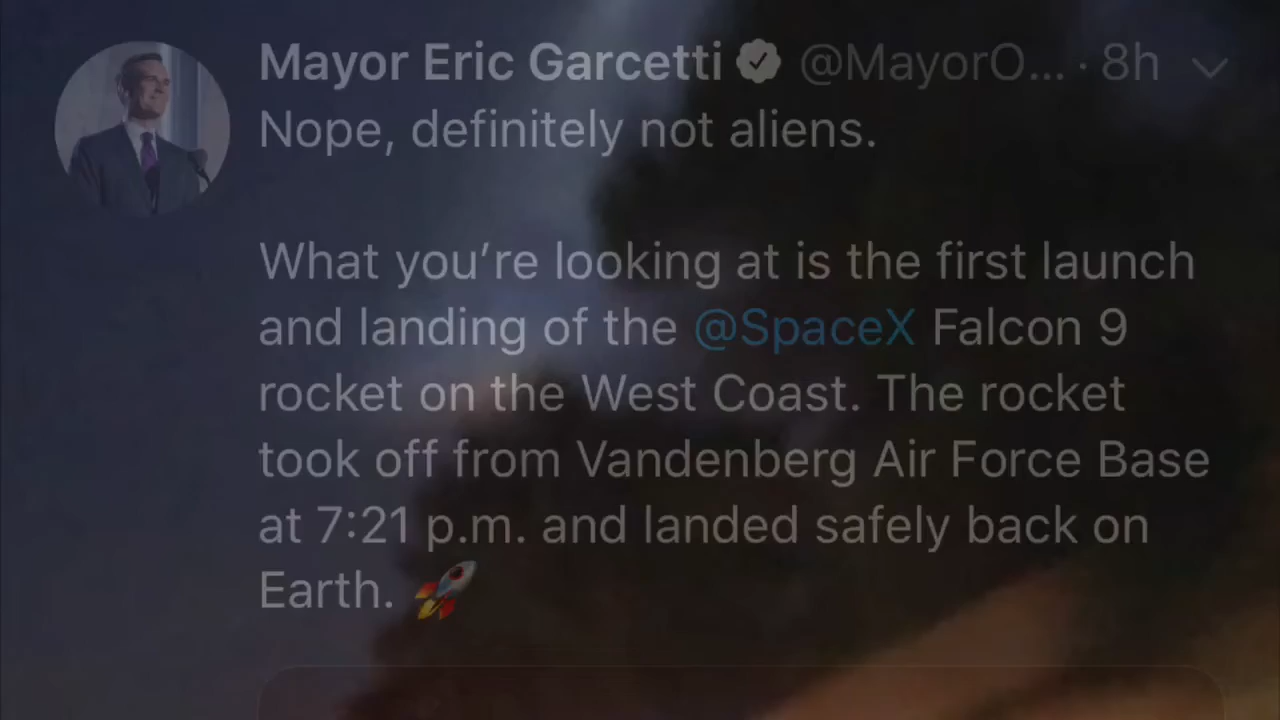 Mayor Eric Garcetti @MayorO... · 8h
Nope, definitely not aliens.
What you’re looking at is the first launch
and landing of the @SpaceX Falcon 9
rocket on the West Coast. The rocket
took off from Vandenberg Air Force Base
at 7:21 p.m. and landed safely back on
Earth. 🚀